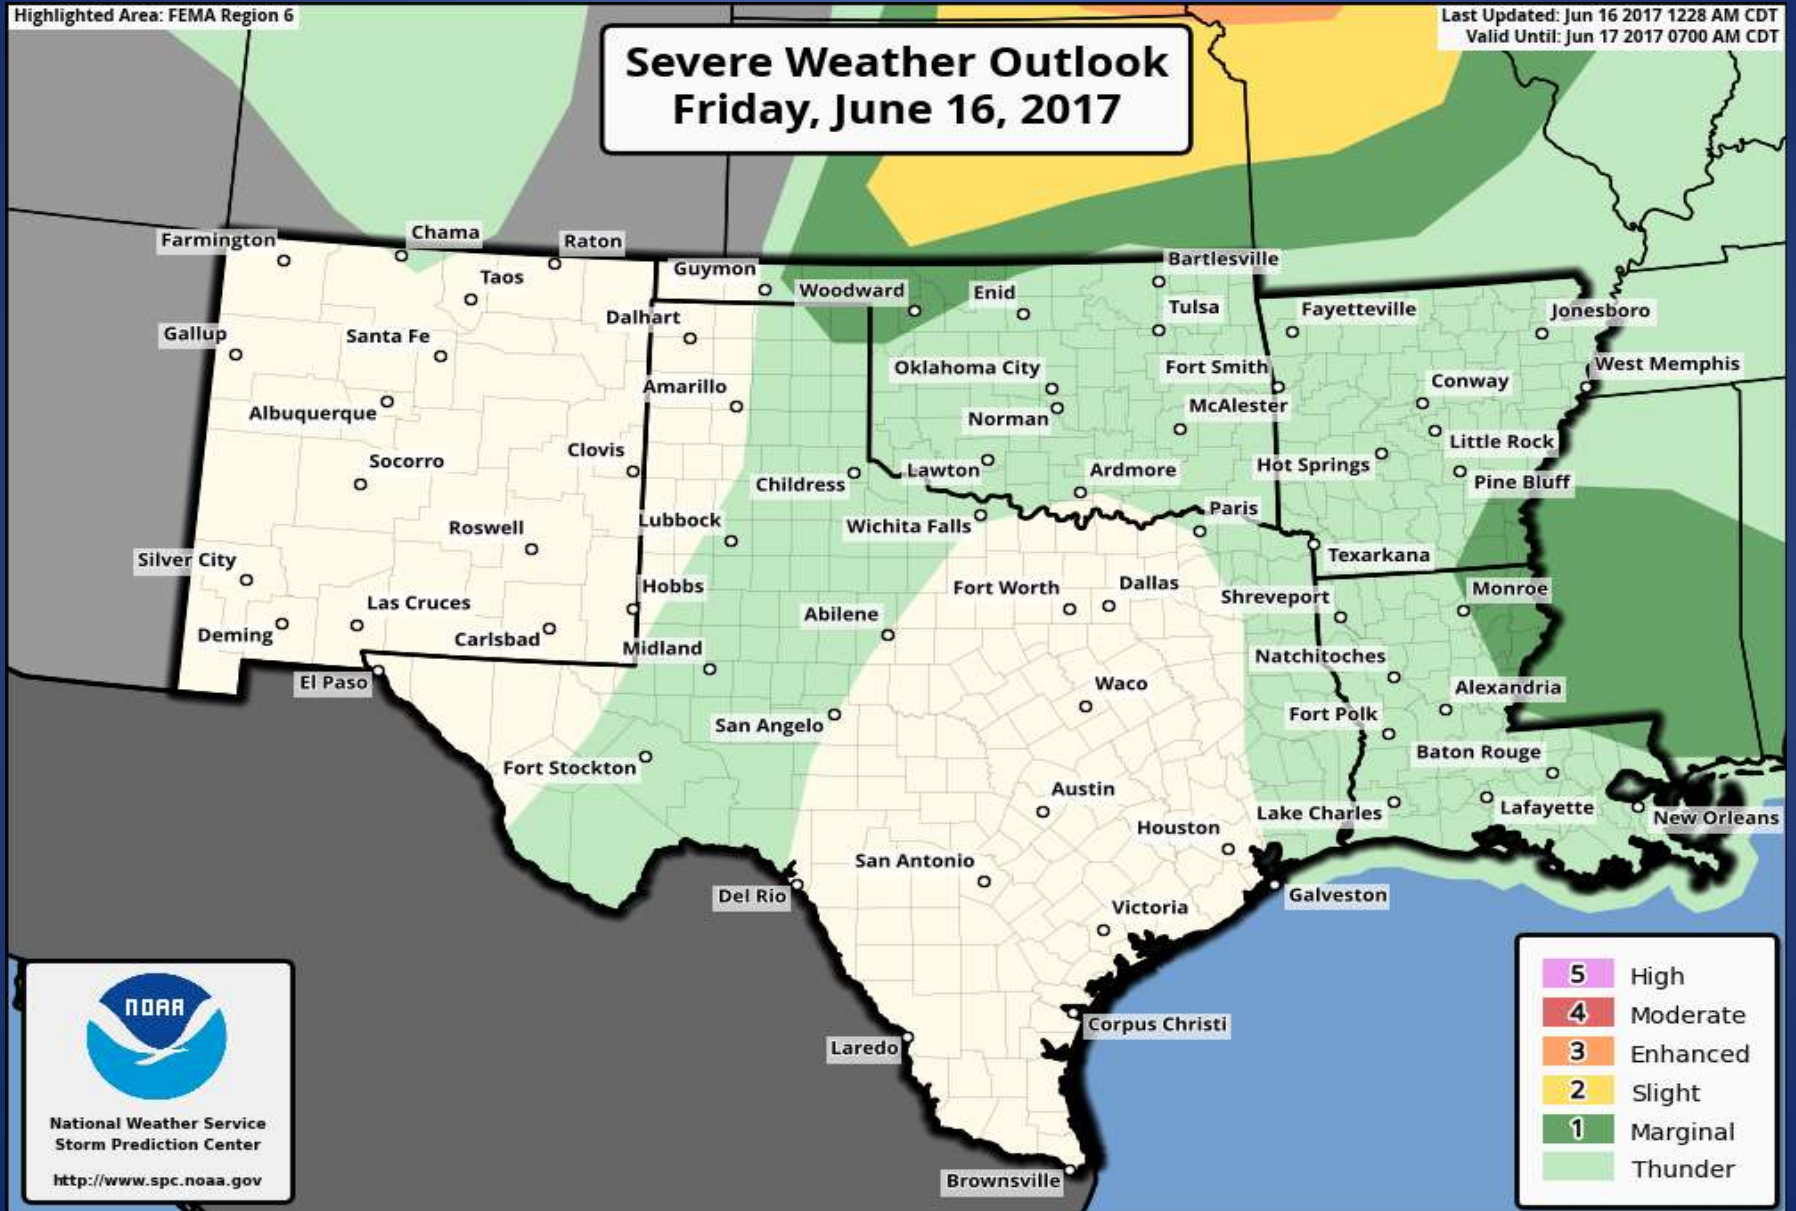 Highlighted Area: FEMA Region 6
Severe Weather Outlook
Friday, June 16, 2017
Last Updated: Jun 16 2017 1228 AM CDT
Valid Until: Jun 17 2017 0700 AM CDT
Farmington
Chama
Raton
Taos
Guymon
Woodward
Enid
Bartlesville
Tulsa
Fayetteville
Jonesboro
Gallup
Santa Fe
Dalhart
Oklahoma City
Fort Smith
West Memphis
Albuquerque
Amarillo
Norman
McAlester
Conway
Socorro
Clovis
Childress
Lawton
Ardmore
Hot Springs
Little Rock
Pine Bluff
Roswell
Lubbock
Wichita Falls
Paris
Texarkana
Silver City
Hobbs
Fort Worth
Dallas
Shreveport
Monroe
Las Cruces
Deming
Carlsbad
Midland
Abilene
Natchitoches
El Paso
San Angelo
Waco
Fort Polk
Alexandria
Fort Stockton
Austin
Baton Rouge
Houston
Lake Charles
Lafayette
New Orleans
San Antonio
Del Rio
Victoria
Galveston
Laredo
Corpus Christi
Brownsville
NOAA
National Weather Service
Storm Prediction Center
http://www.spc.noaa.gov
5 High
4 Moderate
3 Enhanced
2 Slight
1 Marginal
Thunder